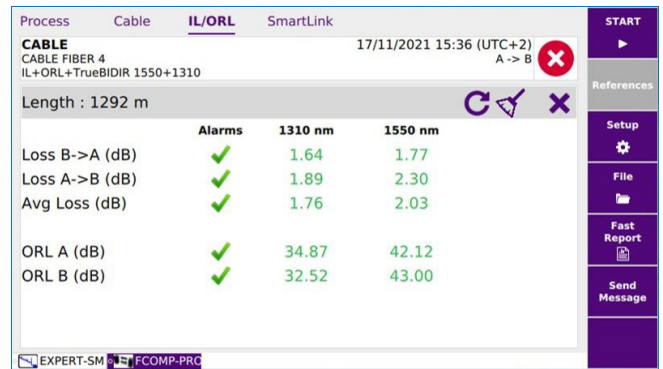 Process Cable IL/ORL SmartLink
START
CABLE 17/11/2021 15:36 (UTC+2)
CABLE FIBER 4 A -> B
IL+ORL+TrueBIDIR 1550+1310
References
Length : 1292 m
Alarms 1310 nm 1550 nm
Setup
Loss B->A (dB) 1.64 1.77
Loss A->B (dB) 1.89 2.30
File
Avg Loss (dB) 1.76 2.03
Fast
Report
ORL A (dB) 34.87 42.12
ORL B (dB) 32.52 43.00
Send
Message
EXPERT-SM FCOMP-PRO